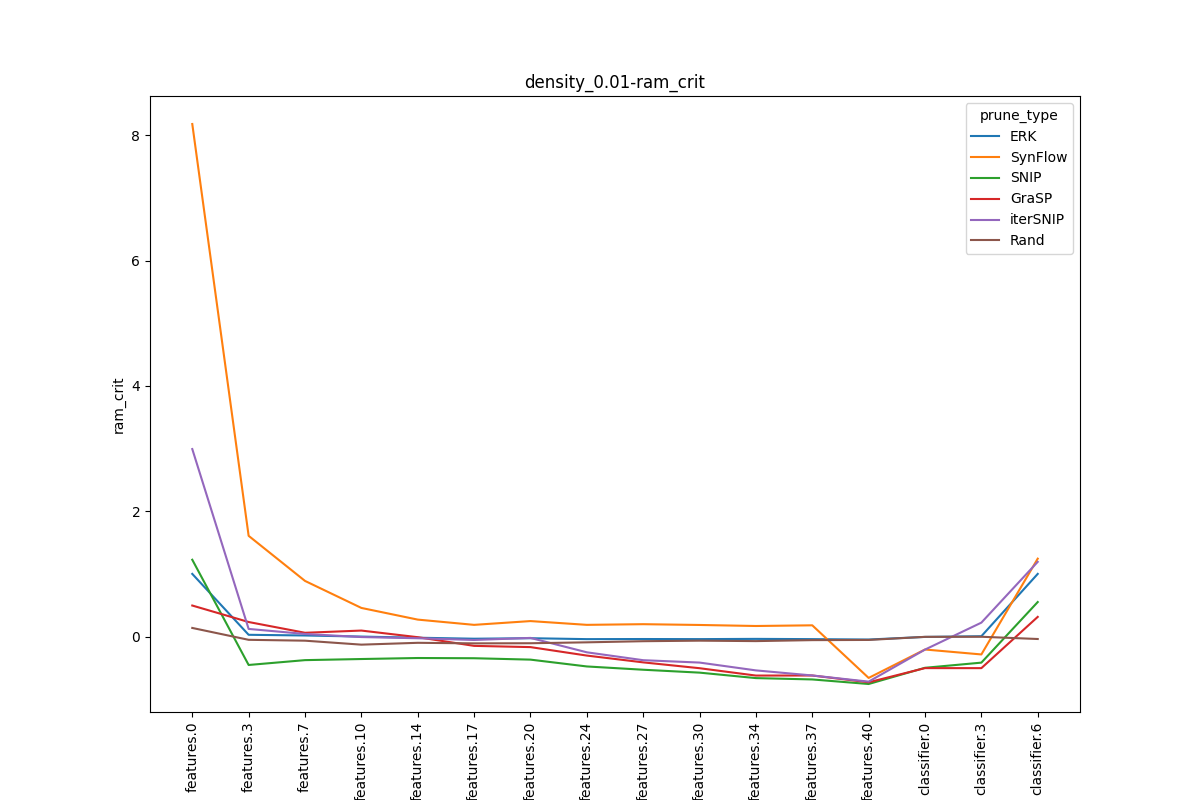 density_0.01-ram_crit
prune_type
ERK
SynFlow
SNIP
GraSP
iterSNIP
Rand
ram_crit
8
6
4
2
0
features.0
features.3
features.7
features.10
features.14
features.17
features.20
features.24
features.27
features.30
features.34
features.37
features.40
classifier.0
classifier.3
classifier.6